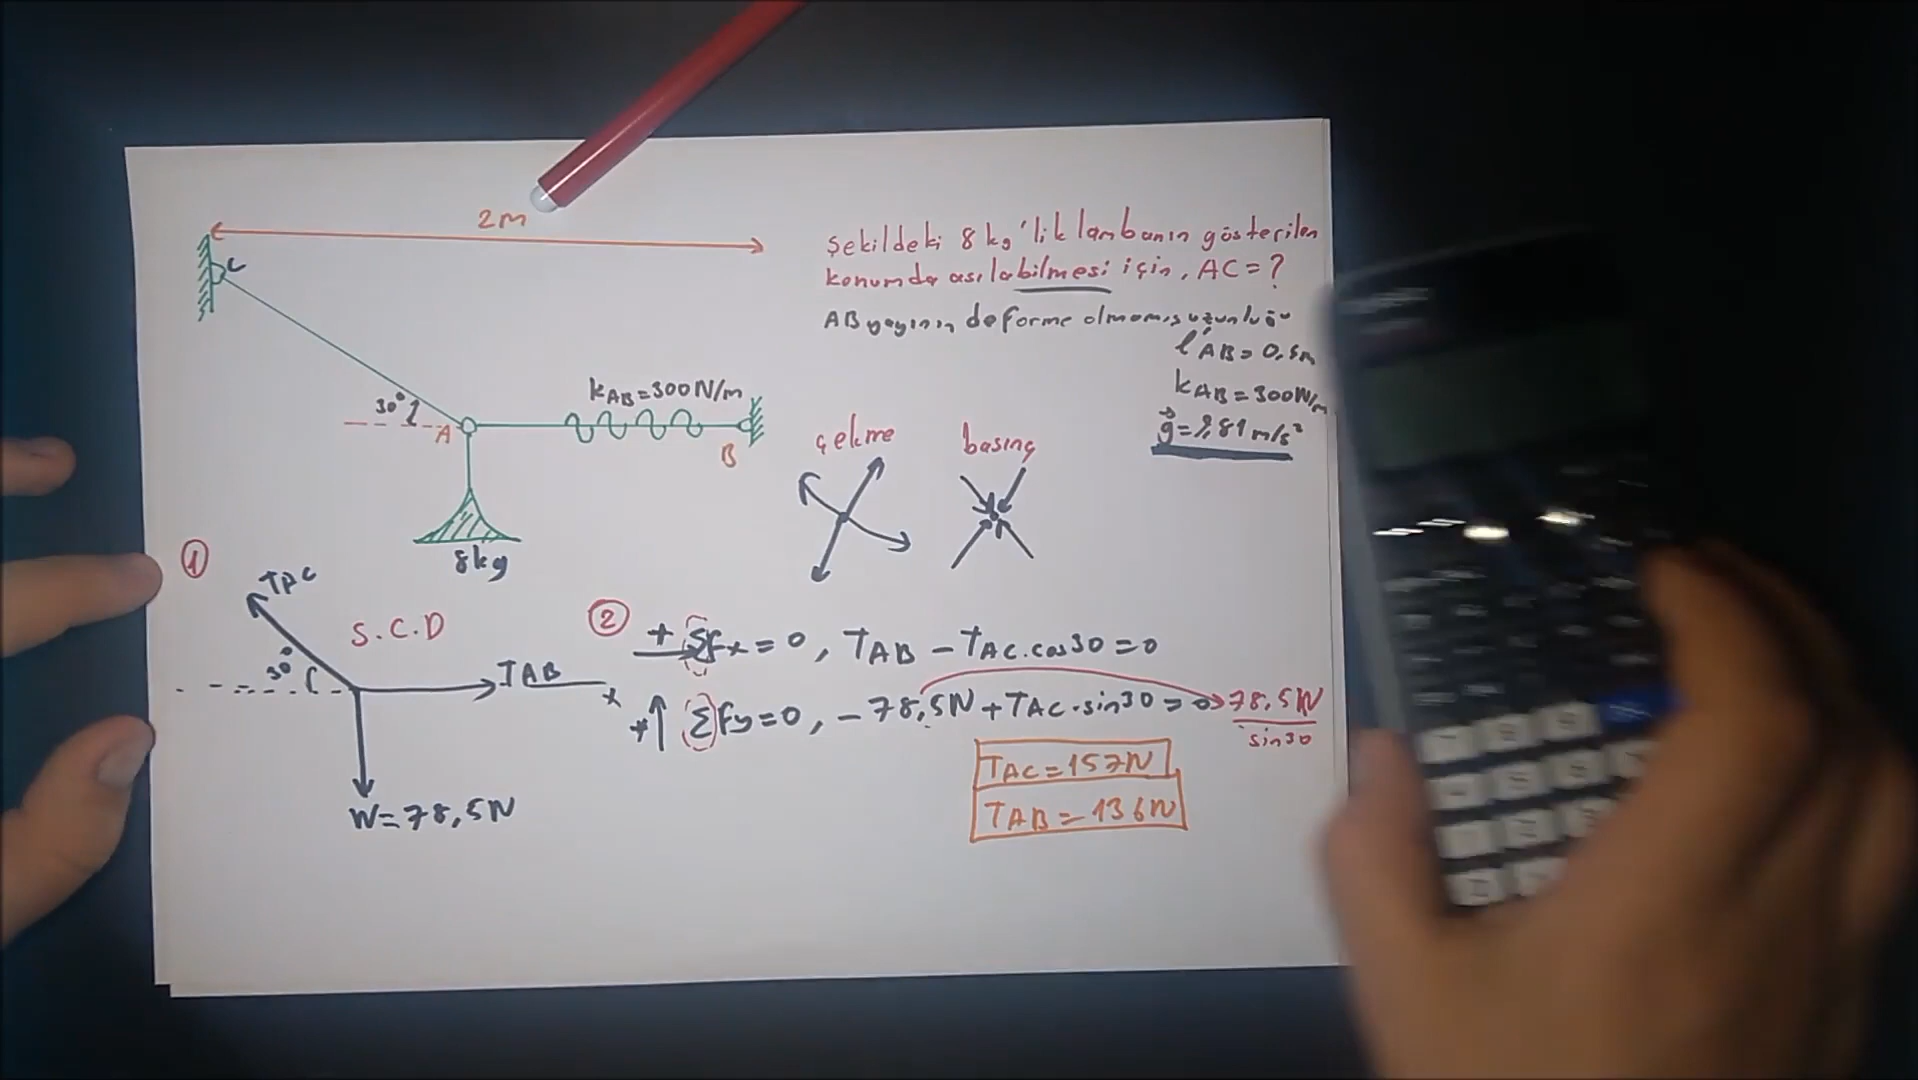 2m
C
Şekildeki 8 kg'lik lambanın gösterilen
konumda asılabilmesi için, AC = ?
AB yayının deforme olmamış uzunluğu
l'AB = 0.5m
kAB = 300N/m
g = 9,81 m/s²
kAB = 300N/m
30°
A
B
8kg
çekme
basınç
1
TAC
S.C.D
30°
TAB
x
W = 78,5N
2
+ Σfx = 0, TAB - TAC.cos30 = 0
+↑ Σfy = 0, - 78,5N + TAC.sin30 = 0 → 78,5N
sin30
TAC = 157N
TAB = 136N